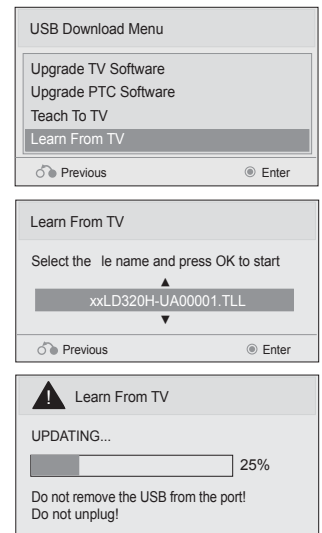 USB Download Menu
Upgrade TV Software
Upgrade PTC Software
Teach To TV
Learn From TV
Previous
Enter
Learn From TV
Select the le name and press OK to start
xxLD320H-UA00001.TLL
Previous
Enter
! Learn From TV
UPDATING...
25%
Do not remove the USB from the port!
Do not unplug!